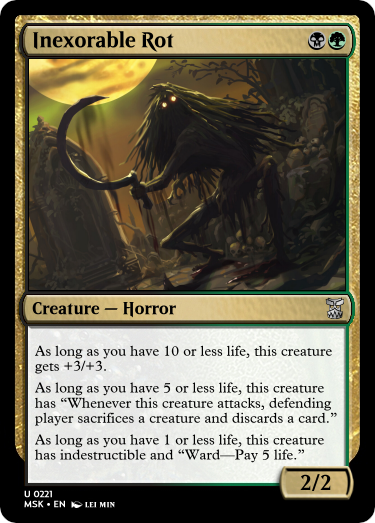 Inexorable Rot
Creature — Horror
As long as you have 10 or less life, this creature
gets +3/+3.
As long as you have 5 or less life, this creature
has “Whenever this creature attacks, defending
player sacrifices a creature and discards a card.”
As long as you have 1 or less life, this creature
has indestructible and “Ward—Pay 5 life.”
2/2
U 0221
MSK • EN LEI MIN